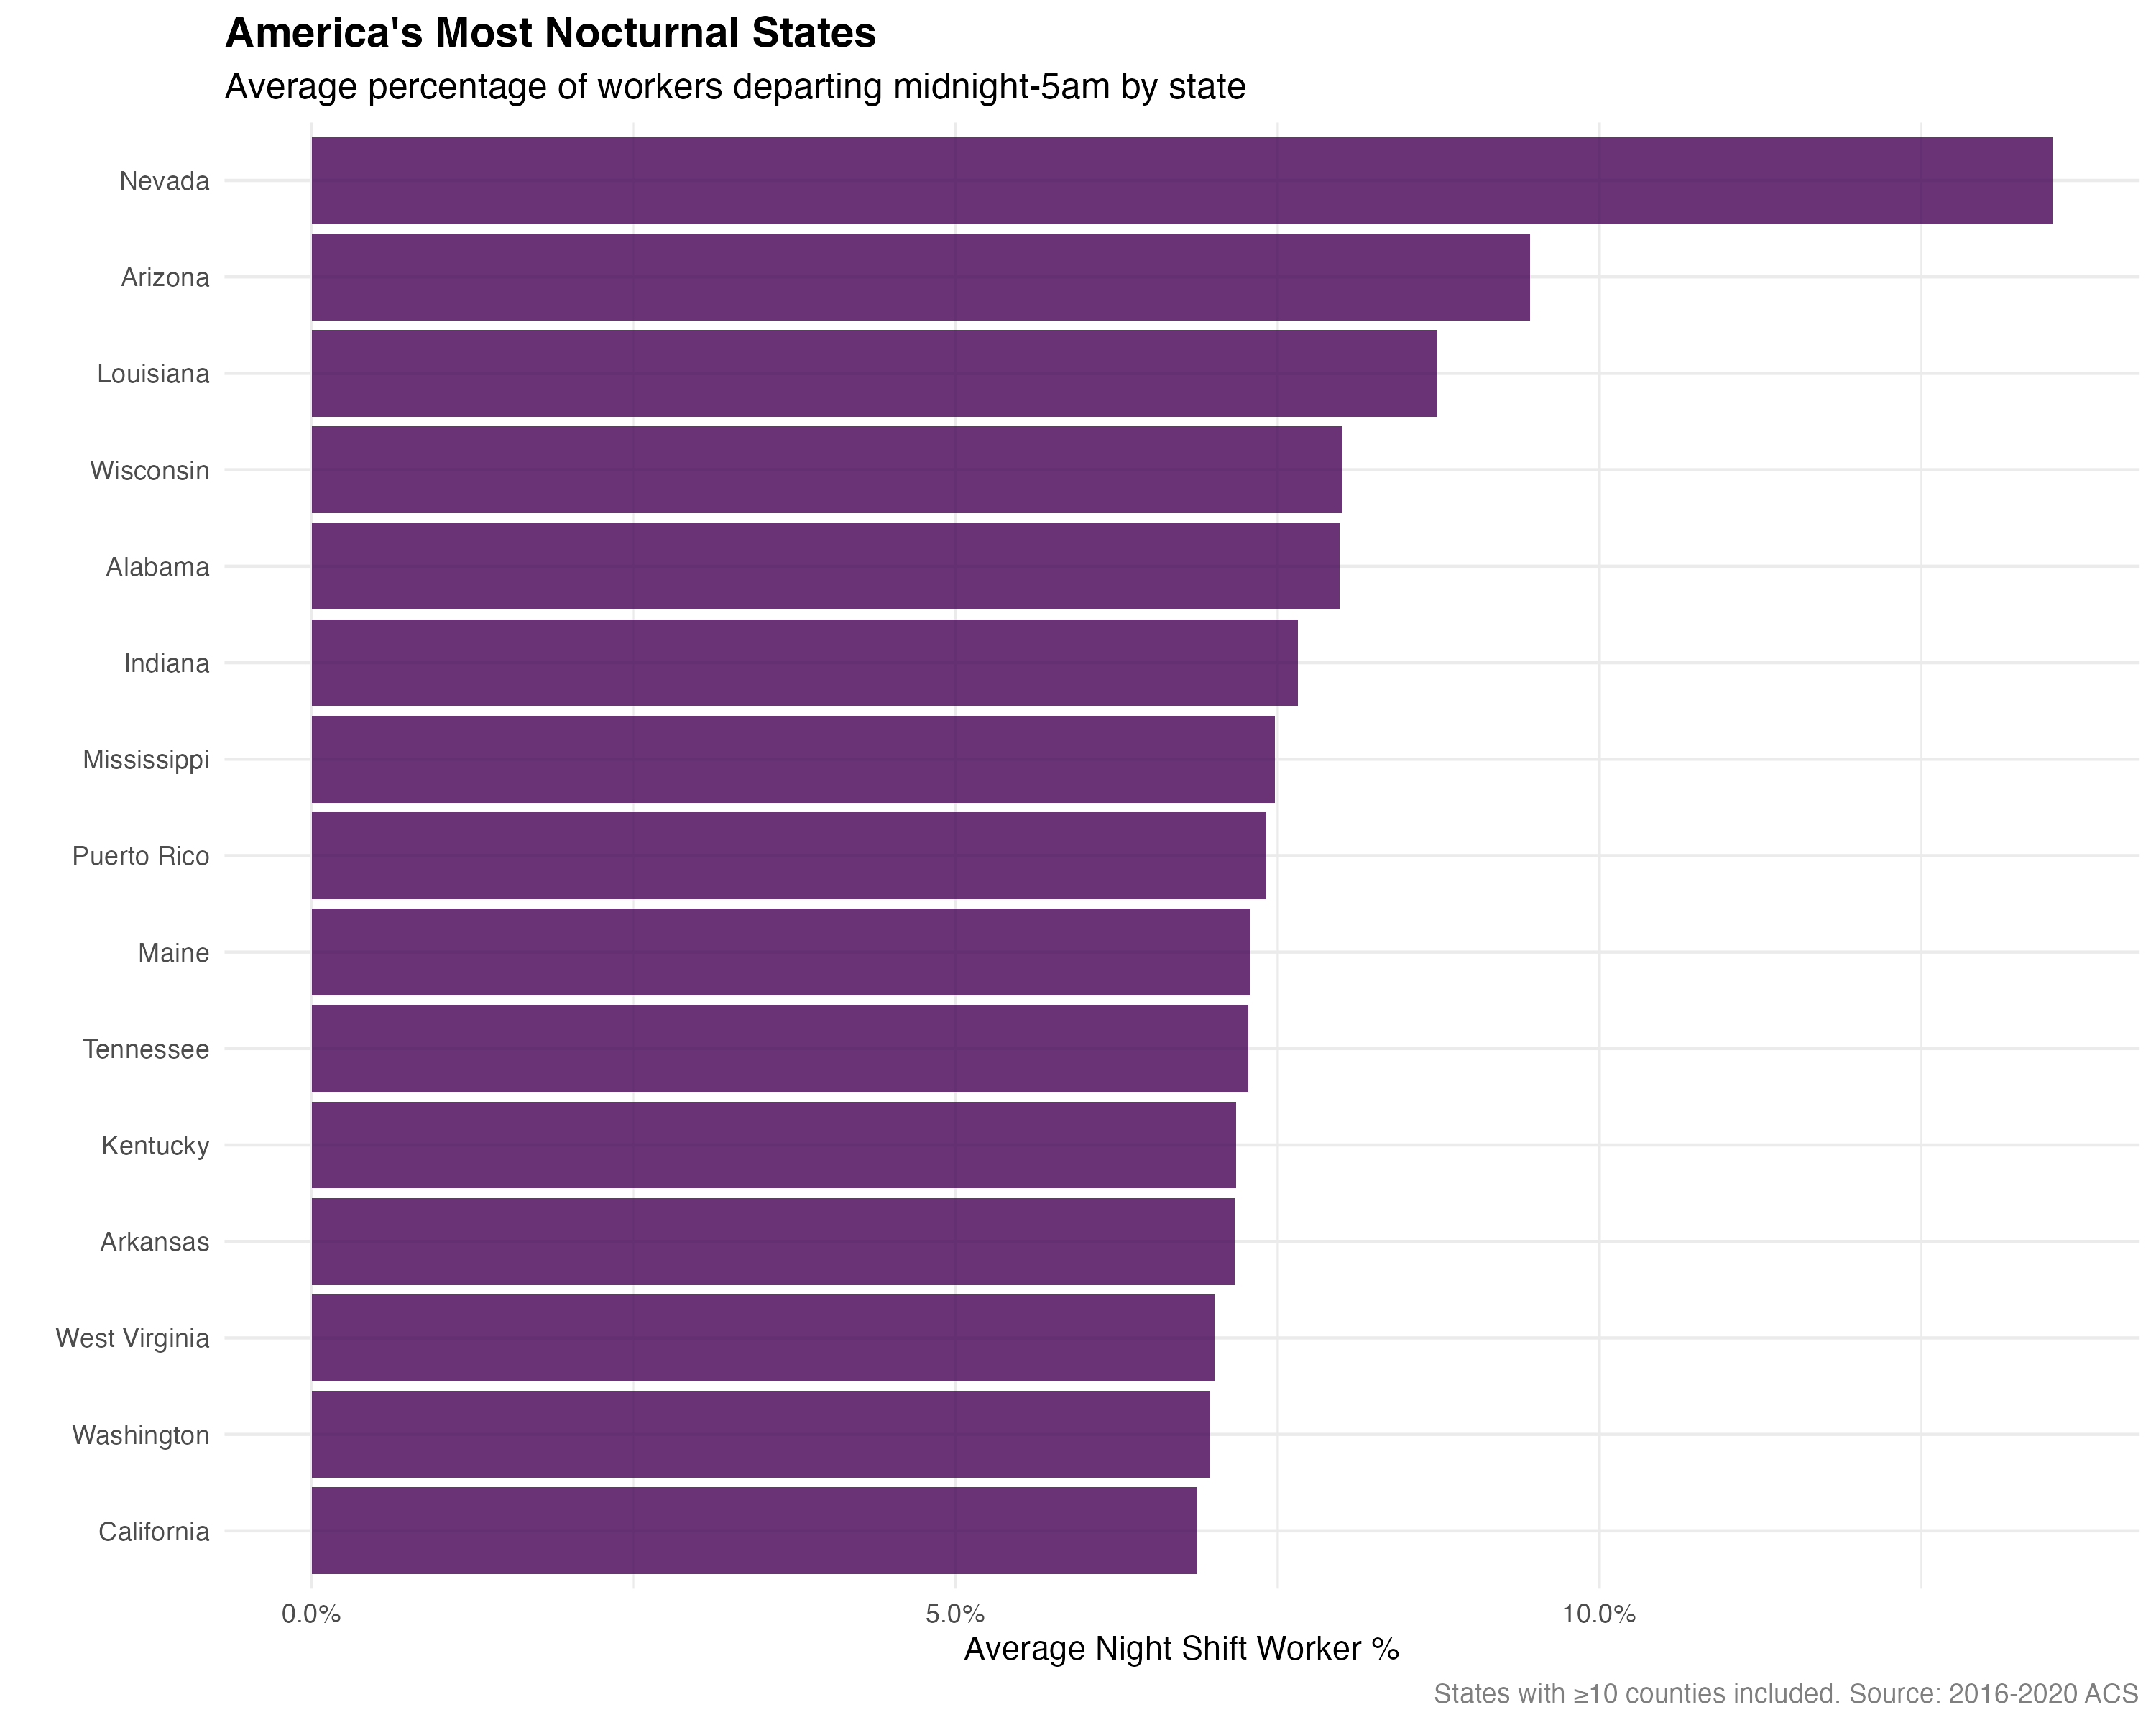 America's Most Nocturnal States
Average percentage of workers departing midnight-5am by state
Nevada
Arizona
Louisiana
Wisconsin
Alabama
Indiana
Mississippi
Puerto Rico
Maine
Tennessee
Kentucky
Arkansas
West Virginia
Washington
California
0.0% 5.0% 10.0%
Average Night Shift Worker %
States with ≥10 counties included. Source: 2016-2020 ACS